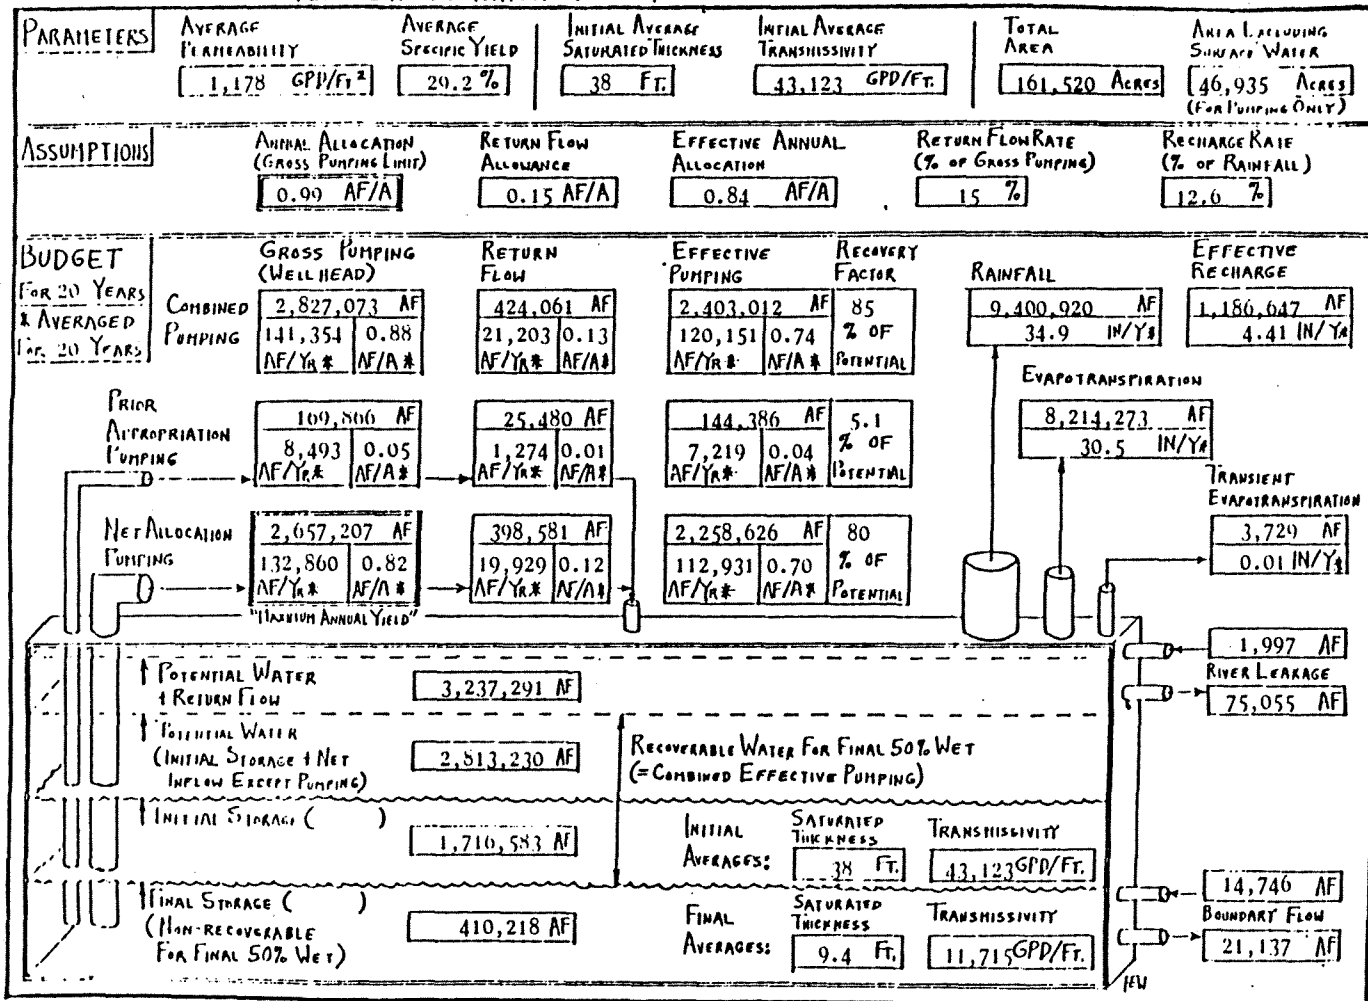 PARAMETERS
AVERAGE PERMEABILITY
1,178 GPD/FT²
AVERAGE SPECIFIC YIELD
29.2 %
INITIAL AVERAGE SATURATED THICKNESS
38 FT.
INITIAL AVERAGE TRANSMISSIVITY
43,123 GPD/FT.
TOTAL AREA
161,520 ACRES
AREA EXCLUDING SURFACE WATER
46,935 ACRES
(FOR PUMPING ONLY)
ASSUMPTIONS
ANNUAL ALLOCATION (GROSS PUMPING LIMIT)
0.99 AF/A
RETURN FLOW ALLOWANCE
0.15 AF/A
EFFECTIVE ANNUAL ALLOCATION
0.84 AF/A
RETURN FLOW RATE (% OF GROSS PUMPING)
15 %
RECHARGE RATE (% OF RAINFALL)
12.6 %
BUDGET
FOR 20 YEARS
* AVERAGED
FOR 20 YEARS
GROSS PUMPING (WELLHEAD)
RETURN FLOW
EFFECTIVE PUMPING
RECOVERY FACTOR
RAINFALL
EFFECTIVE RECHARGE
COMBINED PUMPING
2,827,073 AF
141,354 AF/YR*
0.88 AF/A*
424,061 AF
21,203 AF/YR*
0.13 AF/A*
2,403,012 AF
120,151 AF/YR*
0.74 AF/A*
85 % OF POTENTIAL
9,400,920 AF
34.9 IN/Y*
1,186,647 AF
4.41 IN/Y*
EVAPOTRANSPIRATION
8,214,273 AF
30.5 IN/Y*
PRIOR APPROPRIATION PUMPING
169,866 AF
8,493 AF/YR*
0.05 AF/A*
25,480 AF
1,274 AF/YR*
0.01 AF/A*
144,386 AF
7,219 AF/YR*
0.04 AF/A*
5.1 % OF POTENTIAL
TRANSIENT EVAPOTRANSPIRATION
3,729 AF
0.01 IN/Y*
NET ALLOCATION PUMPING
2,657,207 AF
132,860 AF/YR*
0.82 AF/A*
398,581 AF
19,929 AF/YR*
0.12 AF/A*
2,258,626 AF
112,931 AF/YR*
0.70 AF/A*
80 % OF POTENTIAL
"MAXIMUM ANNUAL YIELD"
1,997 AF
RIVER LEAKAGE
75,055 AF
POTENTIAL WATER
+ RETURN FLOW
3,237,291 AF
POTENTIAL WATER
(INITIAL STORAGE + NET
INFLOW EXCEPT PUMPING)
2,813,230 AF
RECOVERABLE WATER FOR FINAL 50% WET
(=COMBINED EFFECTIVE PUMPING)
INITIAL STORAGE ( )
1,716,583 AF
INITIAL AVERAGES:
SATURATED THICKNESS
38 FT.
TRANSMISSIVITY
43,123 GPD/FT.
FINAL STORAGE ( )
(NON-RECOVERABLE
FOR FINAL 50% WET)
410,218 AF
FINAL AVERAGES:
SATURATED THICKNESS
9.4 FT.
TRANSMISSIVITY
11,715 GPD/FT.
14,746 AF
BOUNDARY FLOW
21,137 AF
JEW